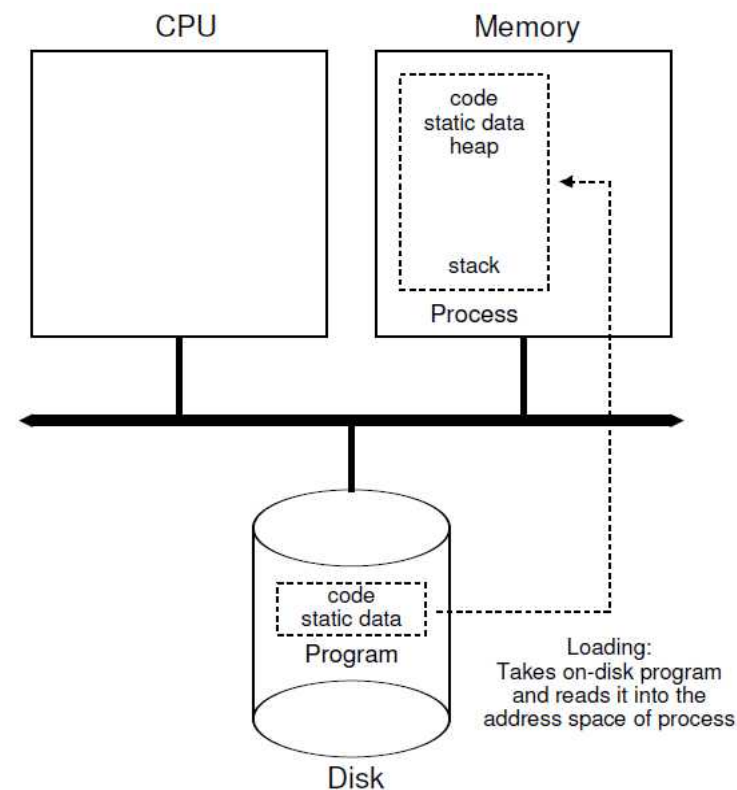 CPU
Memory
code
static data
heap
stack
Process
code
static data
Program
Loading:
Takes on-disk program
and reads it into the
address space of process
Disk